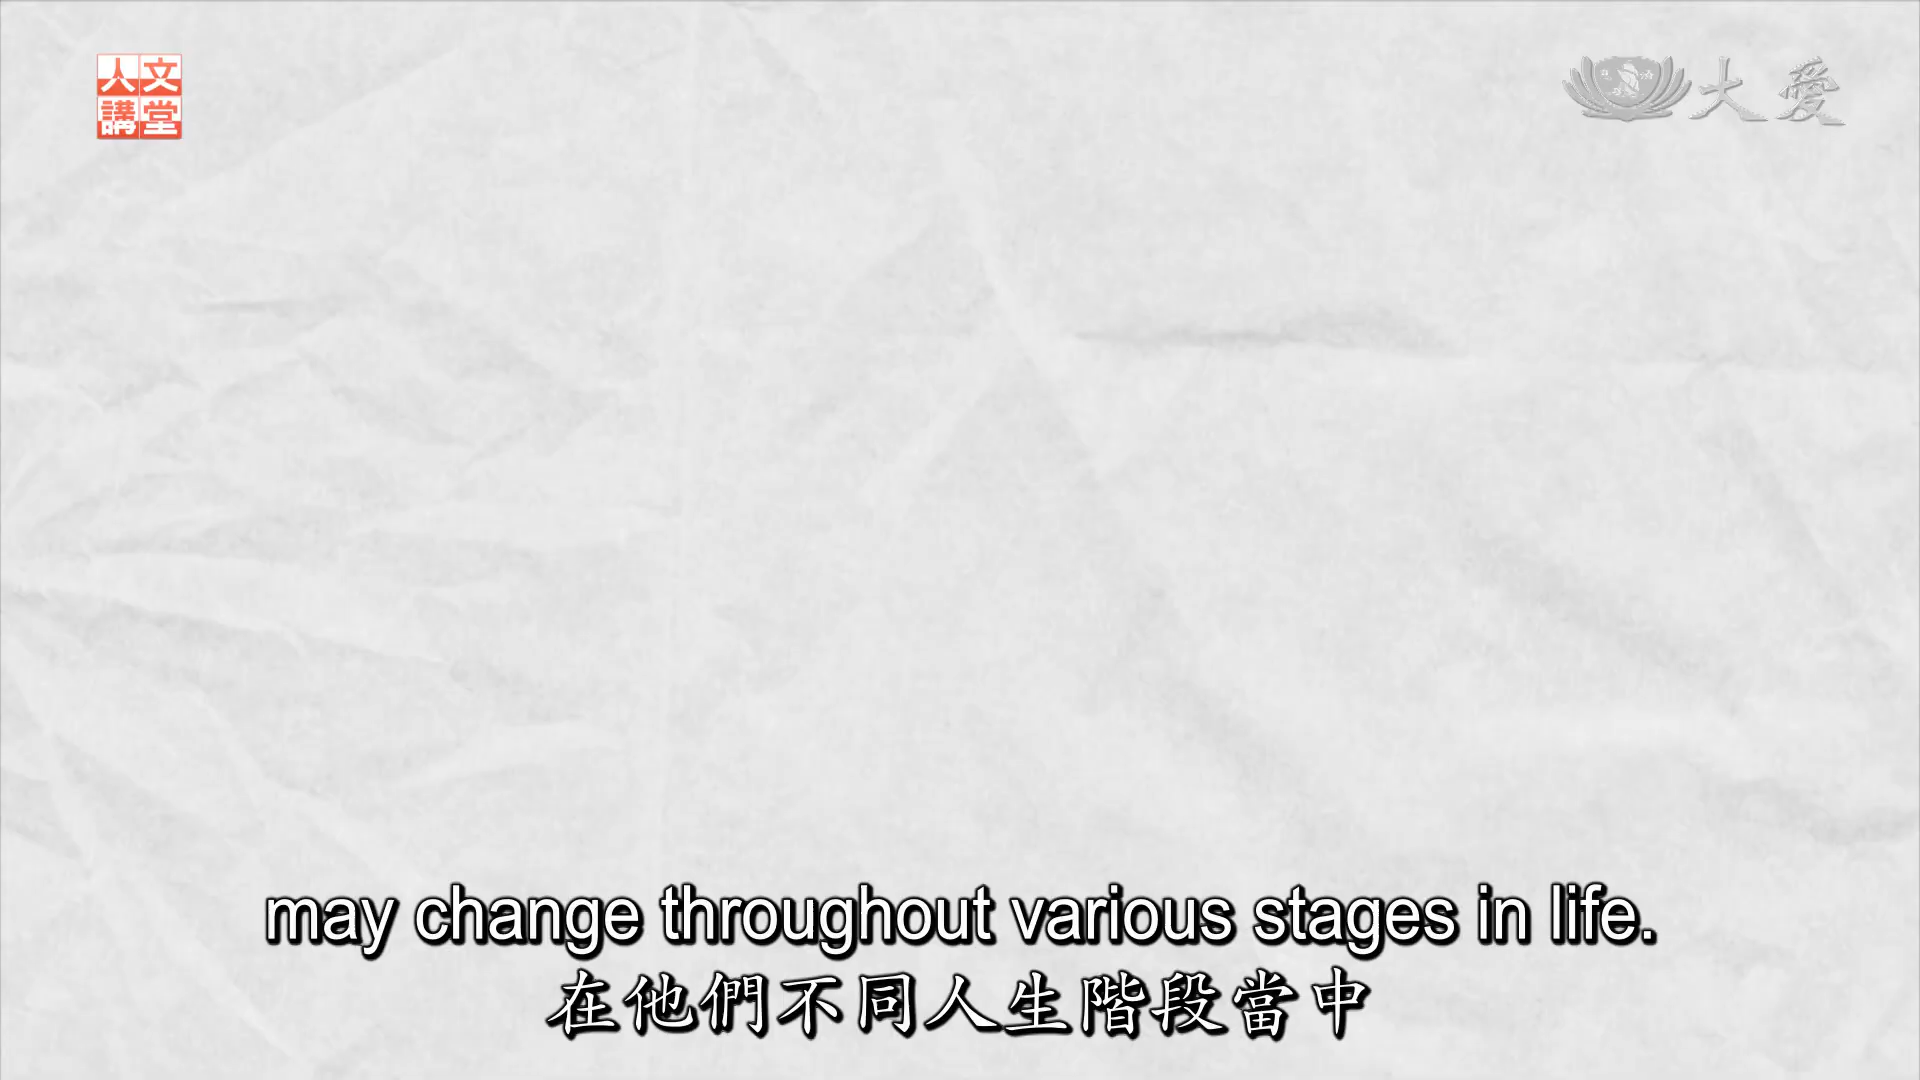 人文
講堂
大愛
may change throughout various stages in life.
在他們不同人生階段當中